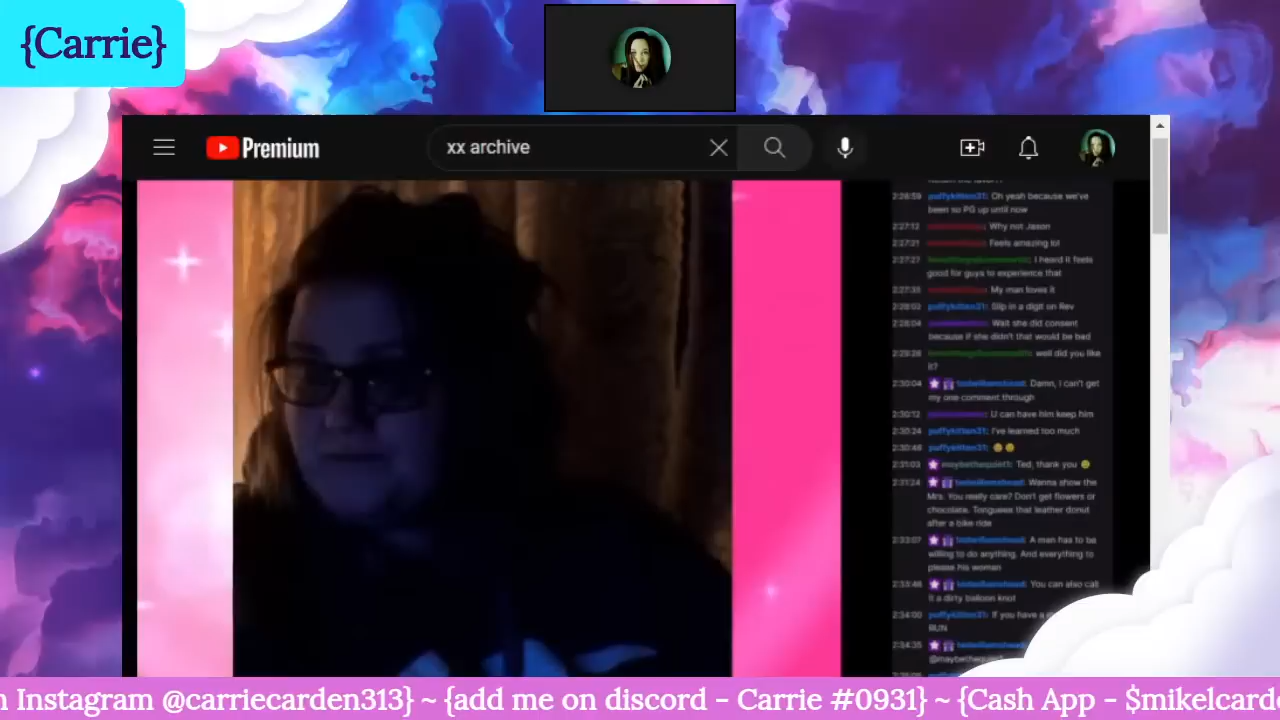 {Carrie}
Premium
xx archive
2:26:59 puffykitten31: Oh yeah because we've
been so PG up until now
2:27:12 Why not Jason
2:27:21 Feels amazing lol
2:27:27 I heard it feels
good for guys to experience that
2:27:35 My man loves it
2:28:03 puffykitten31: Slip in a digit on Rev
2:28:04 Wait she did consent
because if she didn't that would be bad
2:29:28 well did you like
it?
2:30:04 Damn, I can't get
my one comment through
2:30:12 U can have him keep him
2:30:24 puffykitten31: I've learned too much
2:30:48 puffykitten31:
2:31:03 Ted, thank you
2:31:24 Wanna show the
Mrs. You really care? Don't get flowers or
chocolate. Tongueee that leather donut
after a bike ride
2:33:07 A man has to be
willing to do anything. And everything to
please his woman
2:33:48 You can also call
it a dirty balloon knot
2:34:00 puffykitten31: If you have a
RUN
2:34:35
n Instagram @carriecarden313} ~ {add me on discord - Carrie #0931} ~ {Cash App - $mikelcard